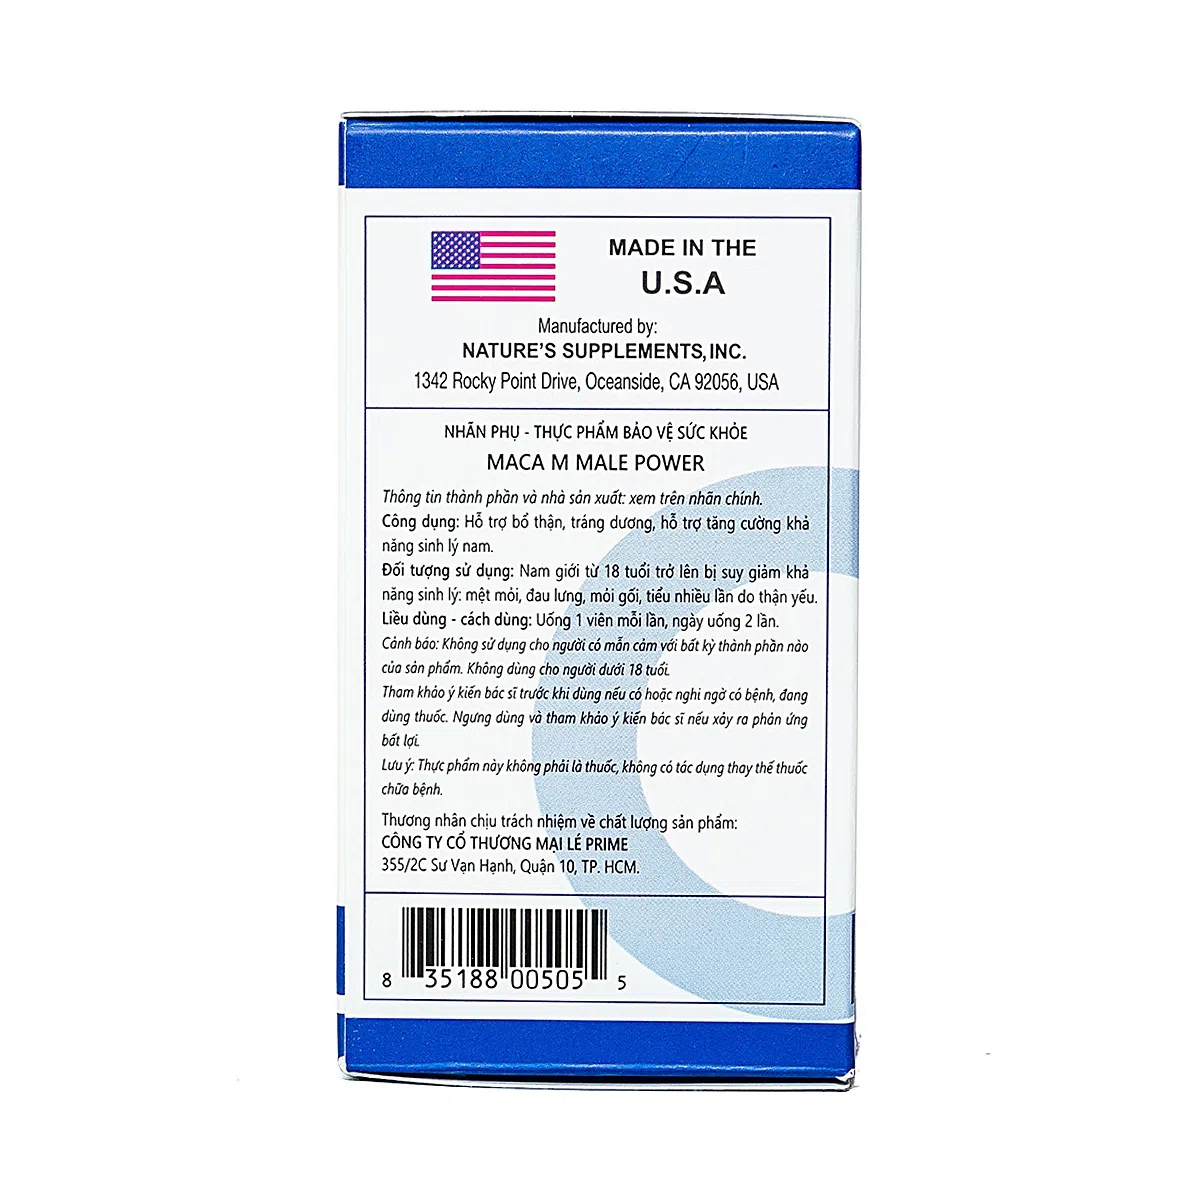 MADE IN THE
U.S.A
Manufactured by:
NATURE'S SUPPLEMENTS, INC.
1342 Rocky Point Drive, Oceanside, CA 92056, USA
NHÃN PHỤ - THỰC PHẨM BẢO VỆ SỨC KHỎE
MACA M MALE POWER
Thông tin thành phần và nhà sản xuất: xem trên nhãn chính.
Công dụng: Hỗ trợ bổ thận, tráng dương, hỗ trợ tăng cường khả
năng sinh lý nam.
Đối tượng sử dụng: Nam giới từ 18 tuổi trở lên bị suy giảm khả
năng sinh lý: mệt mỏi, đau lưng, mỏi gối, tiểu nhiều lần do thận yếu.
Liều dùng - cách dùng: Uống 1 viên mỗi lần, ngày uống 2 lần.
Cảnh báo: Không sử dụng cho người có mẫn cảm với bất kỳ thành phần nào
của sản phẩm. Không dùng cho người dưới 18 tuổi.
Tham khảo ý kiến bác sĩ trước khi dùng nếu có hoặc nghi ngờ có bệnh, đang
dùng thuốc. Ngưng dùng và tham khảo ý kiến bác sĩ nếu xảy ra phản ứng
bất lợi.
Lưu ý: Thực phẩm này không phải là thuốc, không có tác dụng thay thế thuốc
chữa bệnh.
Thương nhân chịu trách nhiệm về chất lượng sản phẩm:
CÔNG TY CỔ THƯƠNG MẠI LÉ PRIME
355/2C Sư Vạn Hạnh, Quận 10, TP. HCM.
8 35188 00505 5